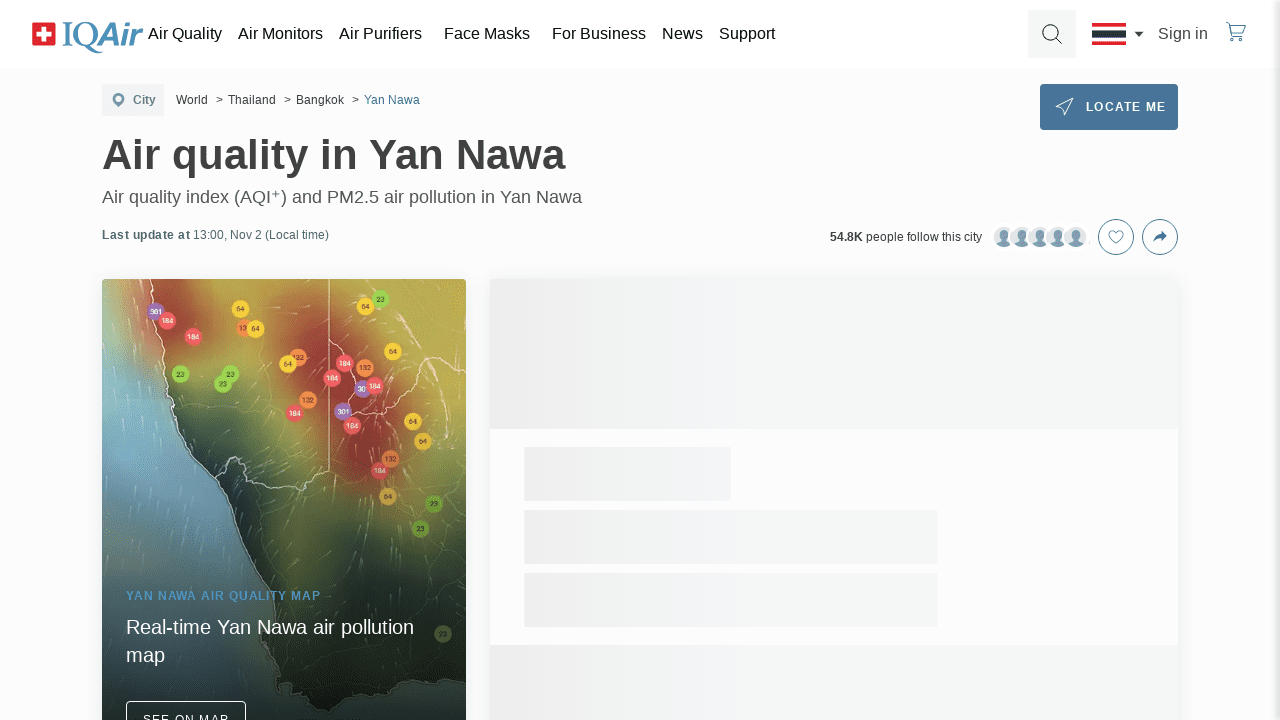 IQAir Air Quality Air Monitors Air Purifiers Face Masks For Business News Support Sign in
City World > Thailand > Bangkok > Yan Nawa
LOCATE ME
Air quality in Yan Nawa
Air quality index (AQI⁺) and PM2.5 air pollution in Yan Nawa
Last update at 13:00, Nov 2 (Local time)
54.8K people follow this city
23
64 64
301
184
132 64
184
64
132
64 184
132
23 23
23
184
184
132
301
184
64
184
64
132
184
64
23
23
YAN NAWA AIR QUALITY MAP
Real-time Yan Nawa air pollution
map
23
SEE ON MAP